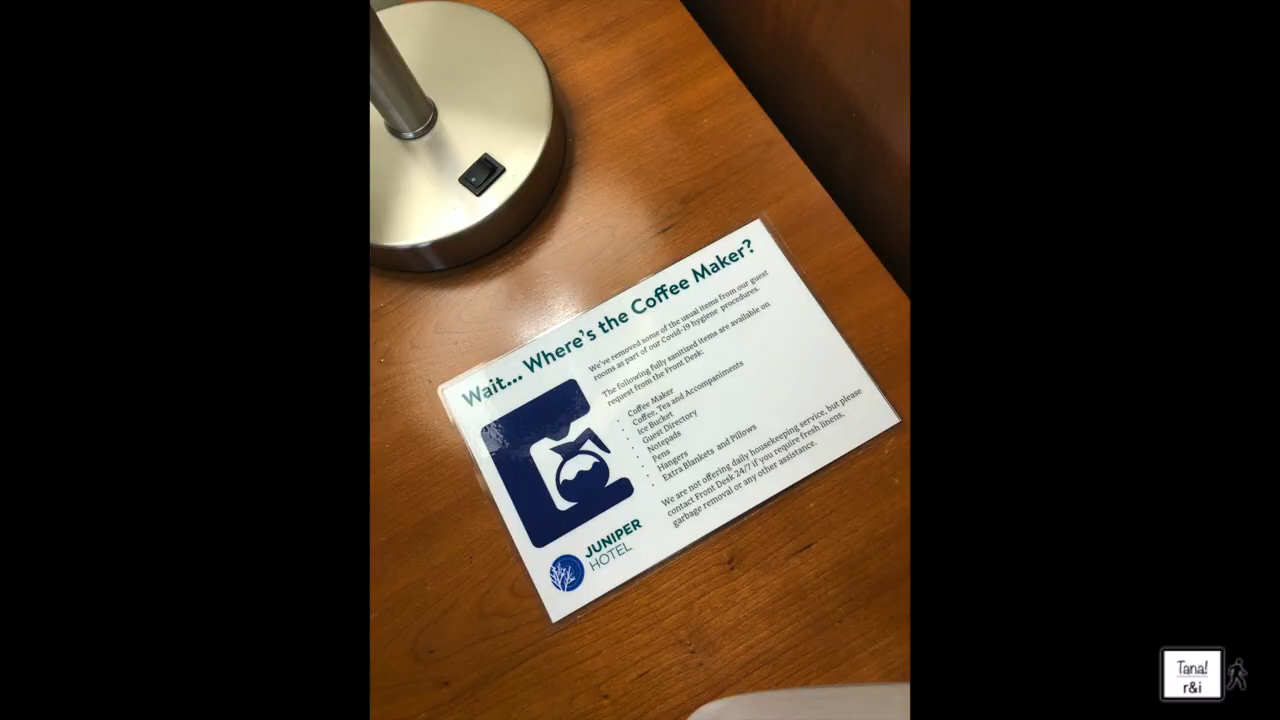 Wait... Where's the Coffee Maker?
We've removed some of the usual items from our guest
rooms as part of our Covid-19 hygiene procedures.
The following fully sanitized items are available on
request from the Front Desk:
· Coffee Maker
· Coffee, Tea and Accompaniments
· Ice Bucket
· Guest Directory
· Notepads
· Pens
· Hangers
· Extra Blankets and Pillows
We are not offering daily housekeeping service, but please
contact Front Desk 24/7 if you require fresh linens,
garbage removal or any other assistance.
JUNIPER
HOTEL
Tana!
r&i